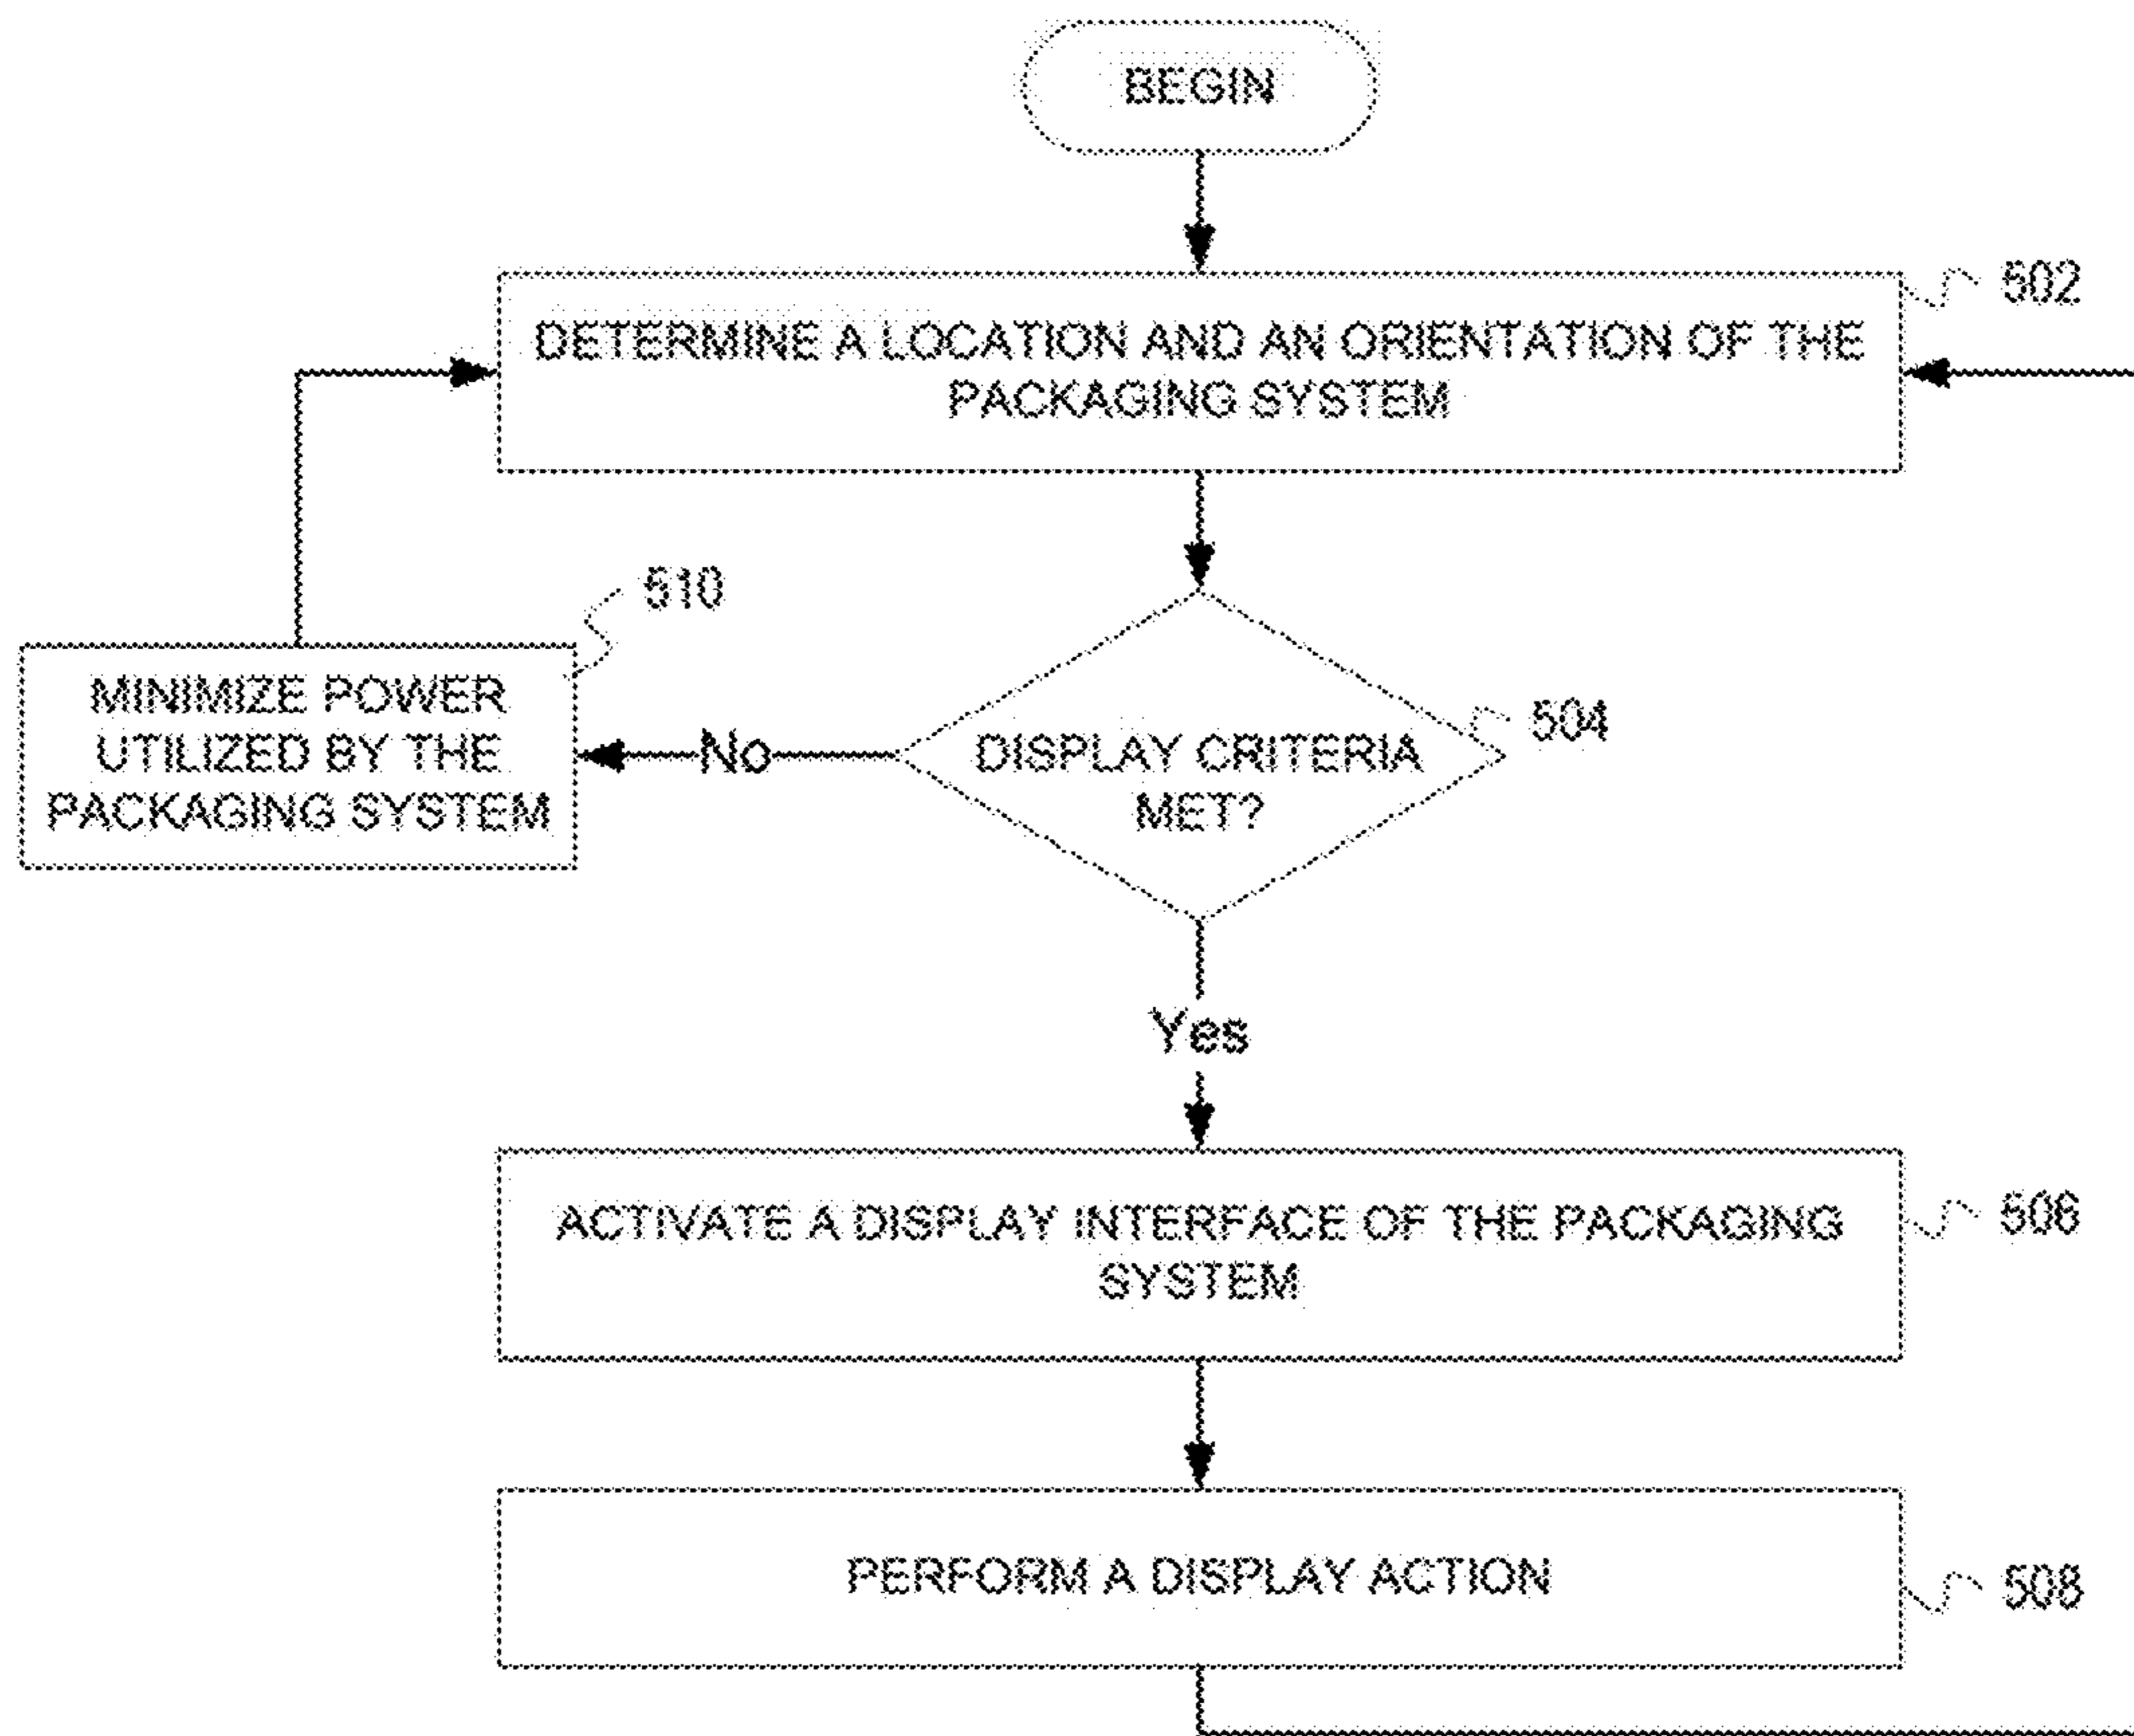 BEGIN
502
DETERMINE A LOCATION AND AN ORIENTATION OF THE
PACKAGING SYSTEM
510
MINIMIZE POWER
UTILIZED BY THE
PACKAGING SYSTEM
No
504
DISPLAY CRITERIA
MET?
Yes
506
ACTIVATE A DISPLAY INTERFACE OF THE PACKAGING
SYSTEM
PERFORM A DISPLAY ACTION
508